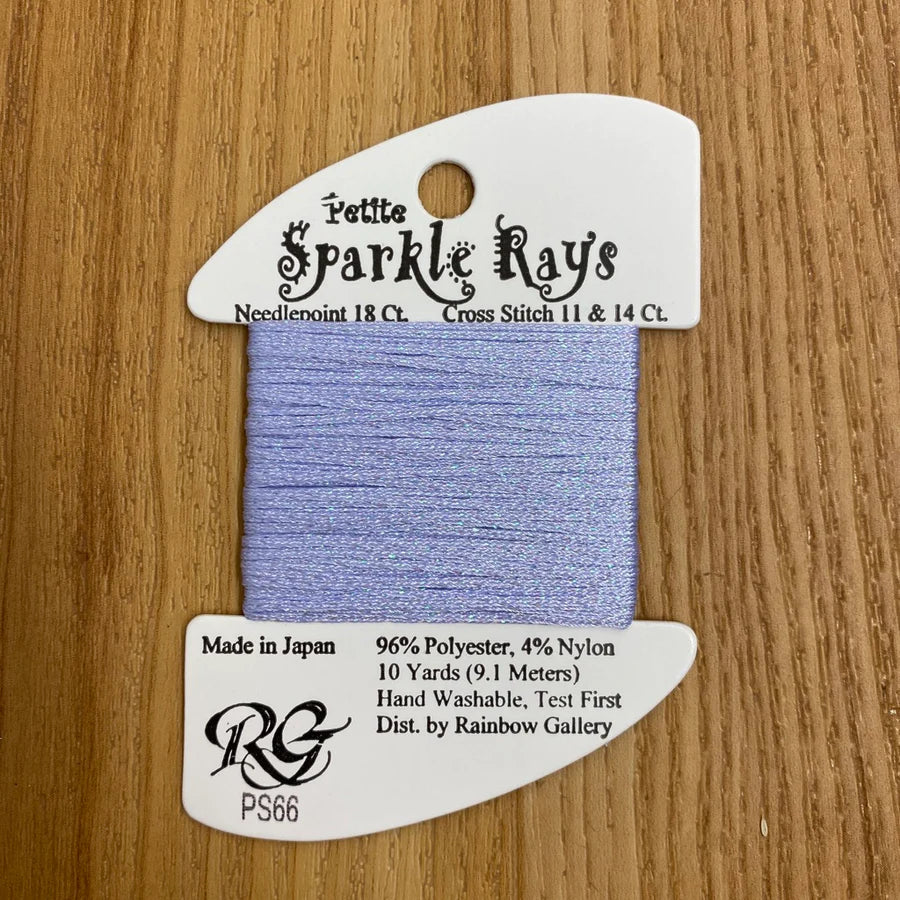 Petite
Sparkle Rays
Needlepoint 18 Ct. Cross Stitch 11 & 14 Ct.
Made in Japan
96% Polyester, 4% Nylon
10 Yards (9.1 Meters)
Hand Washable, Test First
Dist. by Rainbow Gallery
RG
PS66